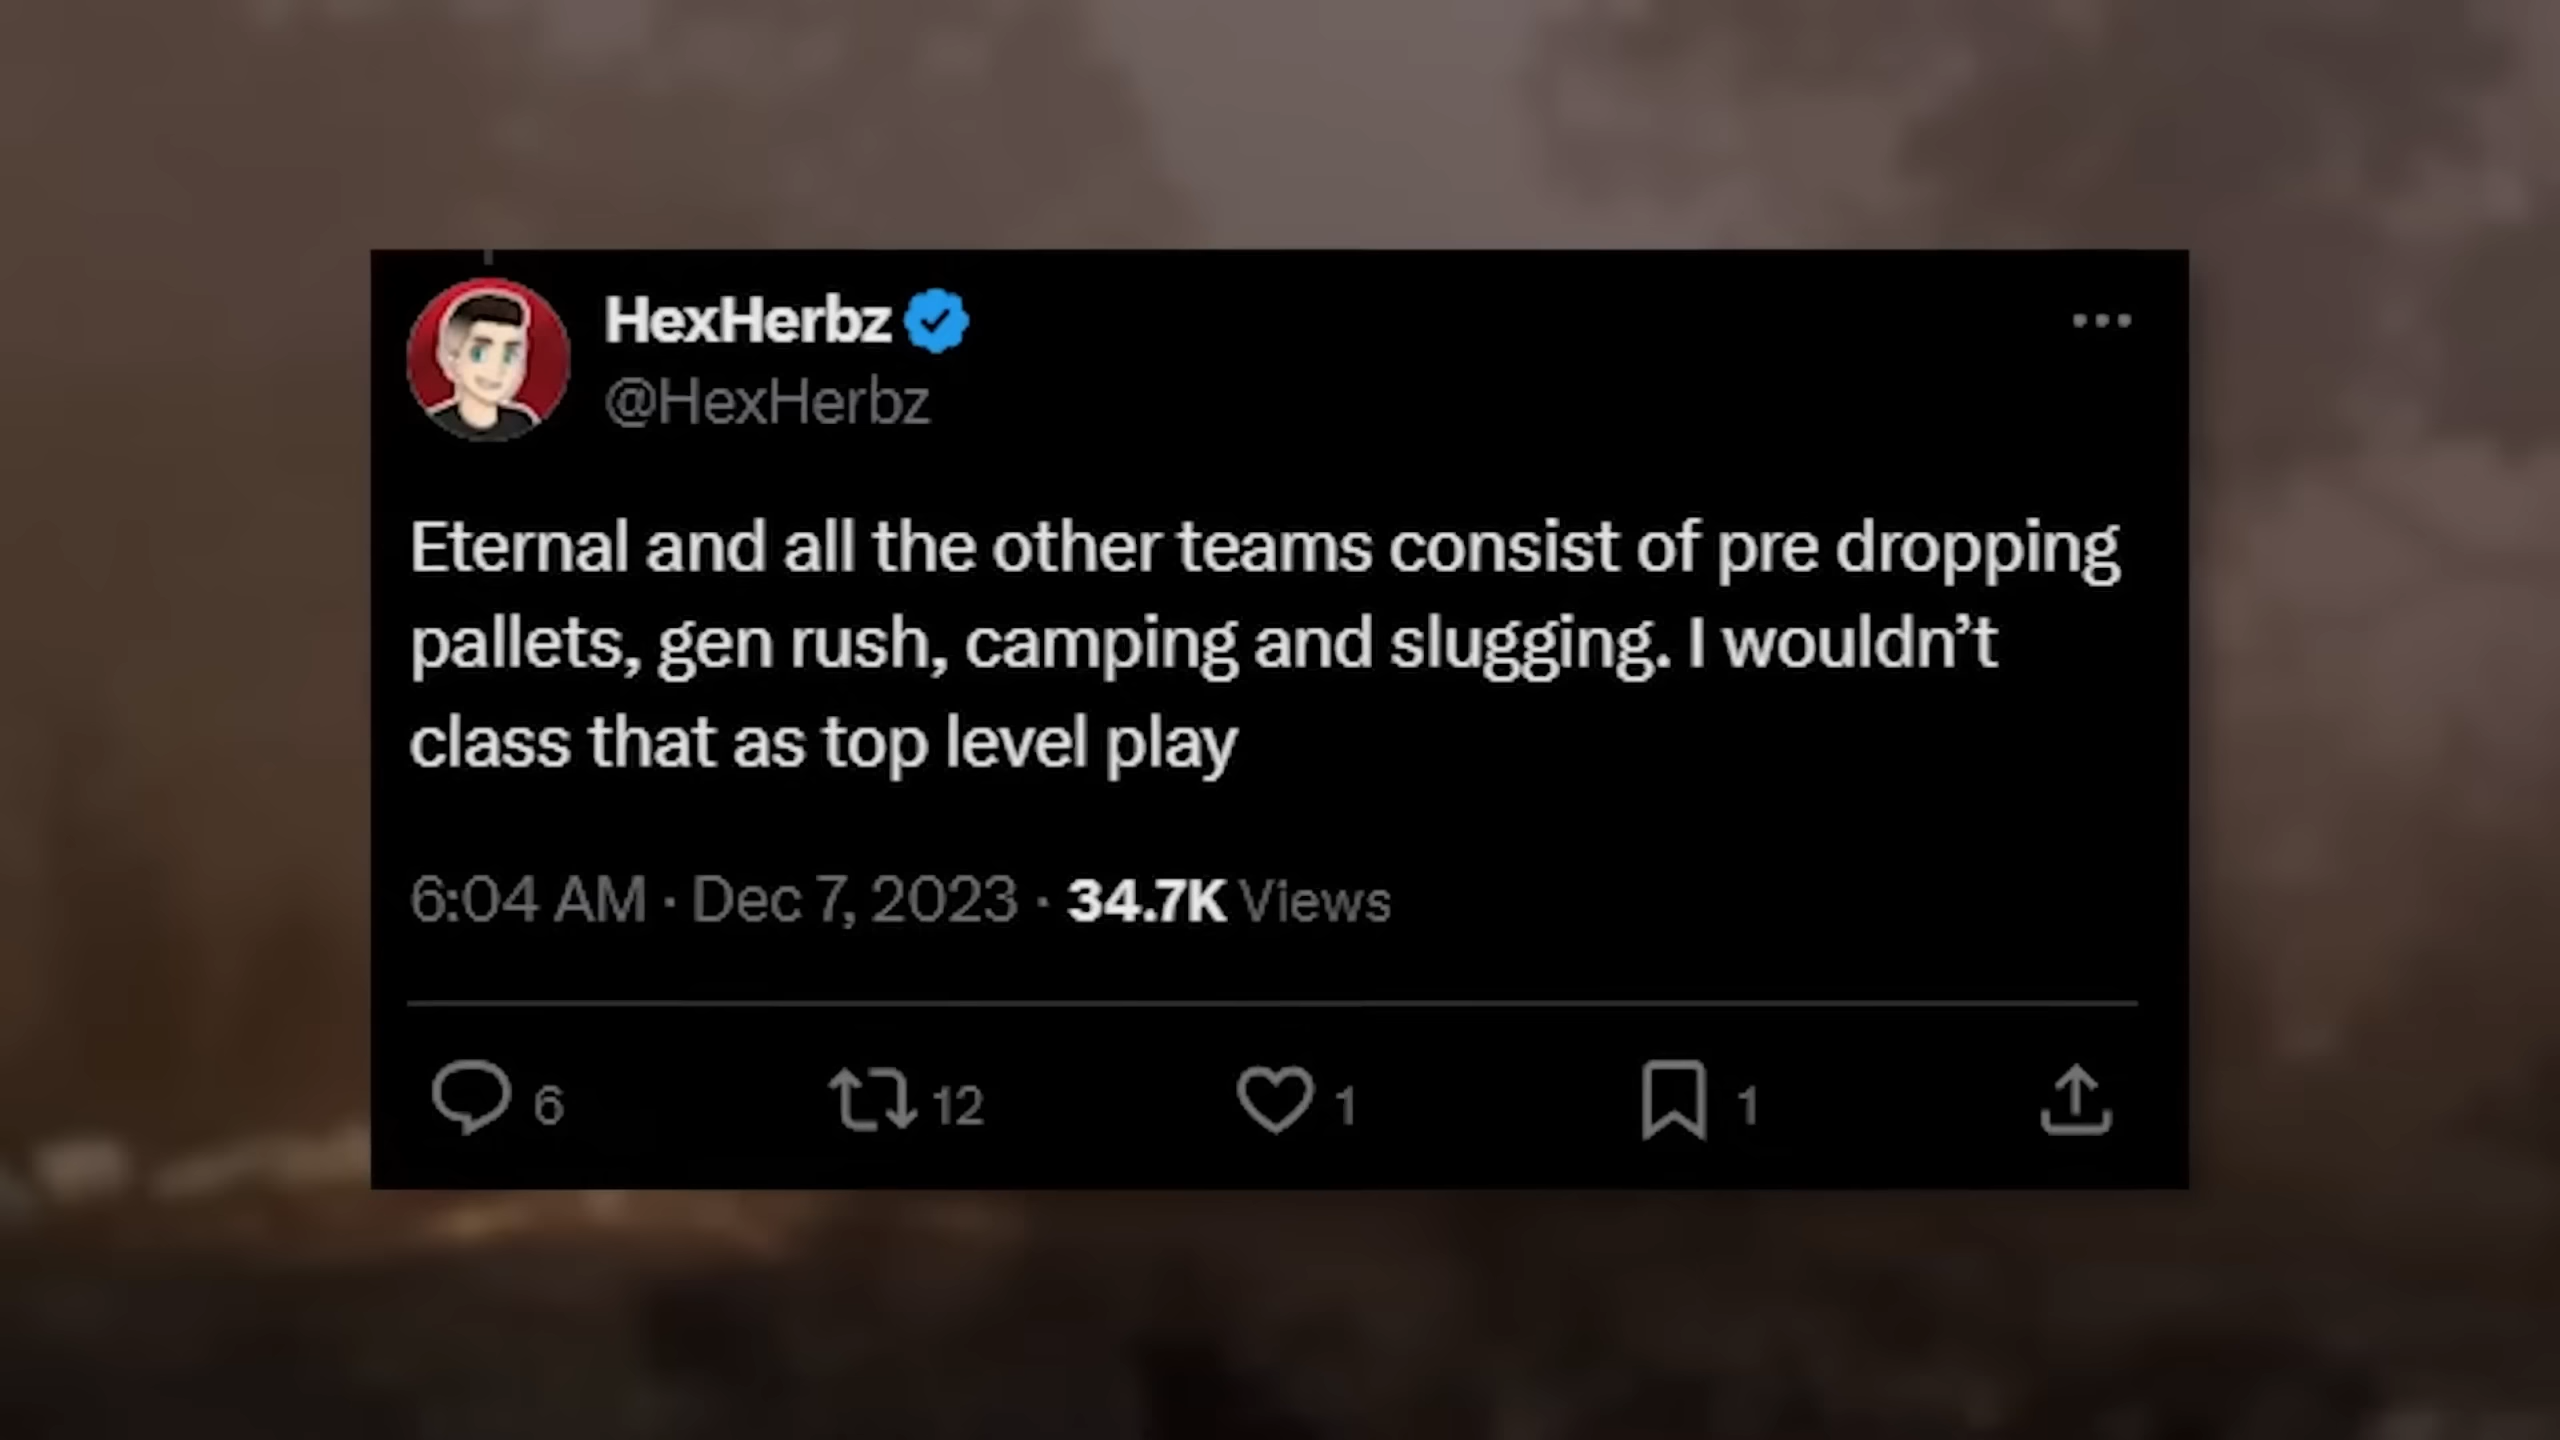 HexHerbz
@HexHerbz
Eternal and all the other teams consist of pre dropping
pallets, gen rush, camping and slugging. I wouldn’t
class that as top level play
6:04 AM · Dec 7, 2023 · 34.7K Views
6 12 1 1